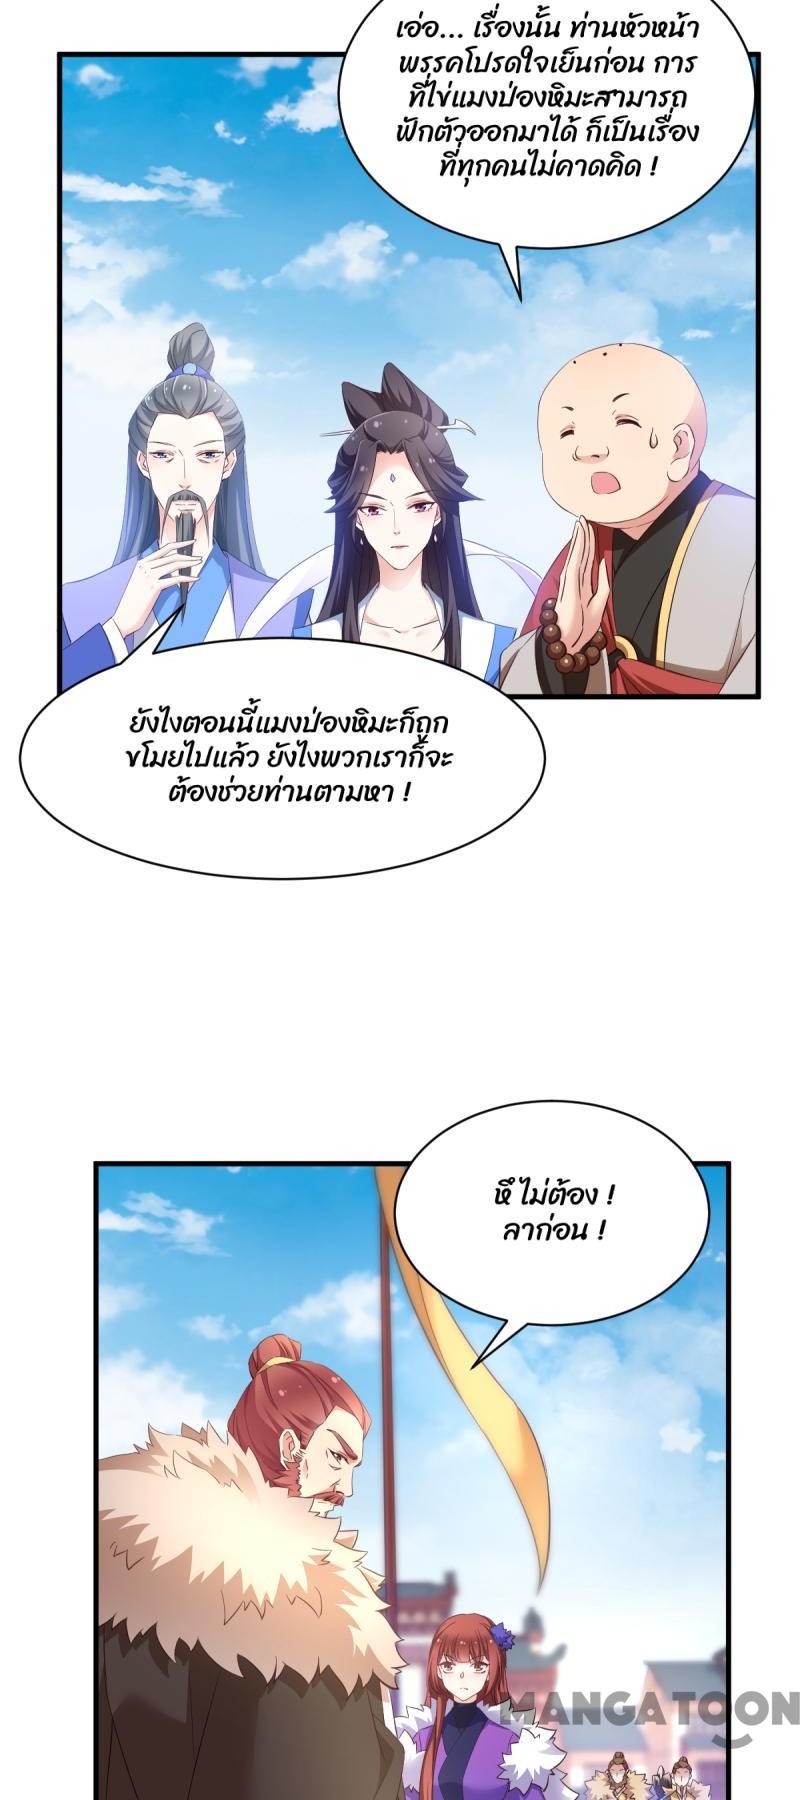 เอ่อ... เรื่องนั้น ท่านหัวหน้า
พรรคโปรดใจเย็นก่อน การ
ที่ไข่แมงป่องหิมะสามารถ
ฟักตัวออกมาได้ ก็เป็นเรื่อง
ที่ทุกคนไม่คาดคิด !
ยังไงตอนนี้แมงป่องหิมะก็ถูก
ขโมยไปแล้ว ยังไงพวกเราก็จะ
ต้องช่วยท่านตามหา !
หึ ไม่ต้อง !
ลาก่อน !
MANGATOON